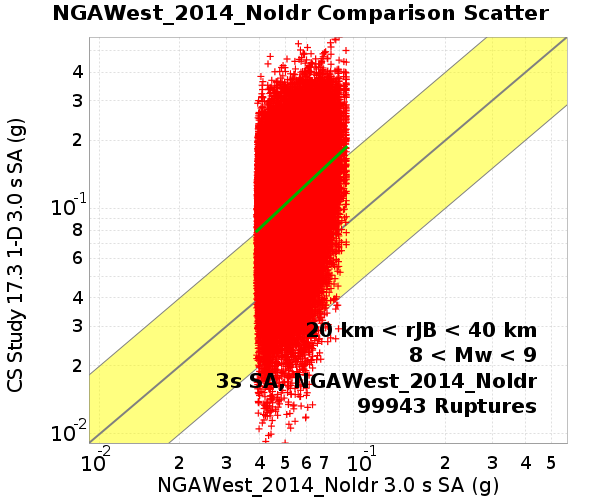 NGAWest_2014_NoIdr Comparison Scatter
CS Study 17.3 1-D 3.0 s SA (g)
4
3
2
10-1
8
6
4
3
2
10-2
20 km < rJB < 40 km
8 < Mw < 9
3s SA, NGAWest_2014_NoIdr
99943 Ruptures
10-2 2 3 4 5 6 7 10-1 2 3 4 5
NGAWest_2014_NoIdr 3.0 s SA (g)